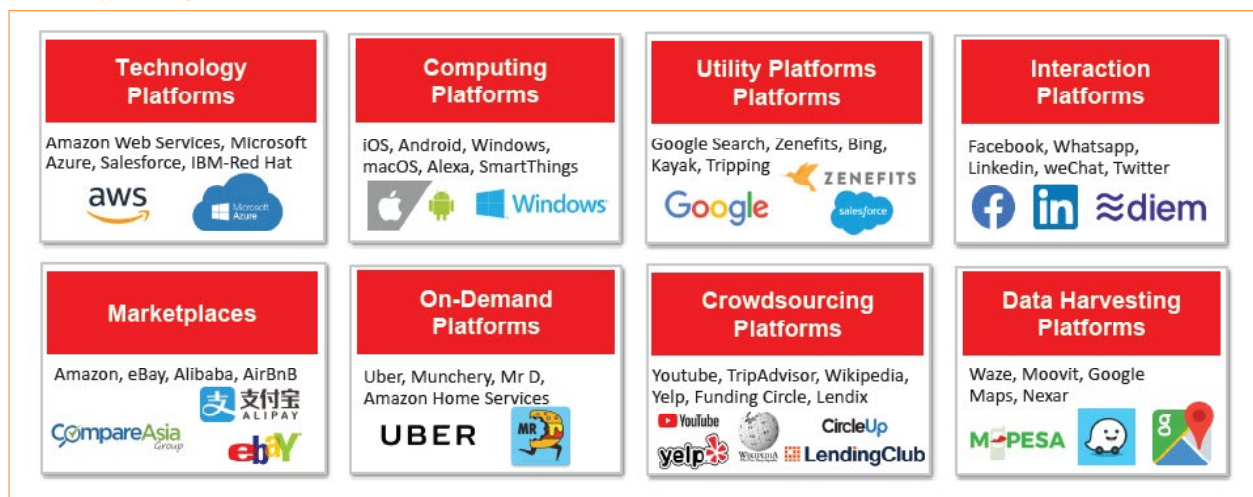 Technology
Platforms
Amazon Web Services, Microsoft
Azure, Salesforce, IBM-Red Hat
aws
Microsoft
Azure
Computing
Platforms
iOS, Android, Windows,
macOS, Alexa, SmartThings
Windows
Utility Platforms
Platforms
Google Search, Zenefits, Bing,
Kayak, Tripping
ZENEFITS
Google
salesforce
Interaction
Platforms
Facebook, Whatsapp,
Linkedin, weChat, Twitter
f
in
diem
Marketplaces
Amazon, eBay, Alibaba, AirBnB
支
支付宝
ALIPAY
CompareAsia
Group
ebaY
On-Demand
Platforms
Uber, Munchery, Mr D,
Amazon Home Services
UBER
MR
Crowdsourcing
Platforms
Youtube, TripAdvisor, Wikipedia,
Yelp, Funding Circle, Lendix
YouTube
CircleUp
yelp
WIKIPEDIA
LendingClub
Data Harvesting
Platforms
Waze, Moovit, Google
Maps, Nexar
M-PESA
g